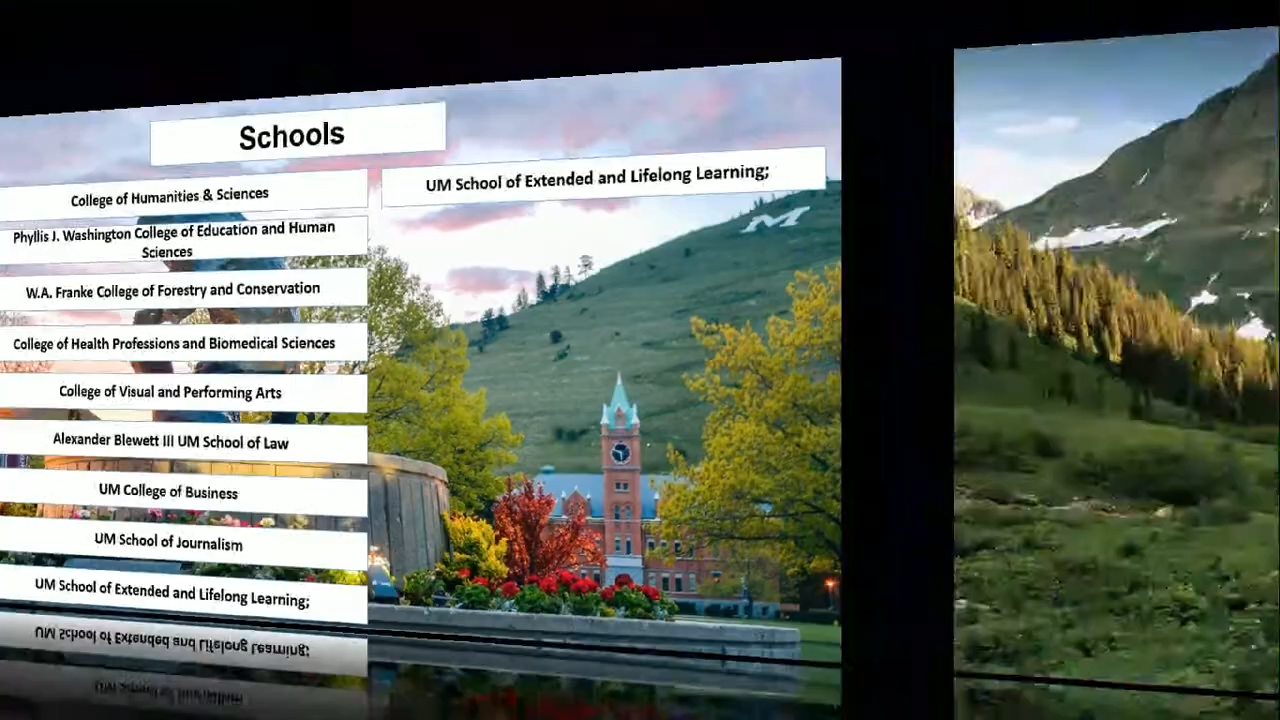 Schools
College of Humanities & Sciences
Phyllis J. Washington College of Education and Human
Sciences
W.A. Franke College of Forestry and Conservation
College of Health Professions and Biomedical Sciences
College of Visual and Performing Arts
Alexander Blewett III UM School of Law
UM College of Business
UM School of Journalism
UM School of Extended and Lifelong Learning;
UM School of Extended and Lifelong Learning;
M